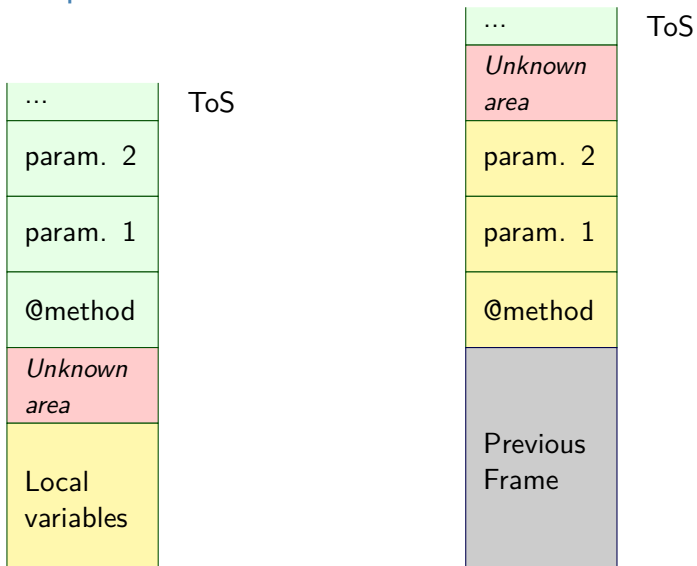 ...
ToS
param. 2
param. 1
@method
Unknown
area
Local
variables
...
ToS
Unknown
area
param. 2
param. 1
@method
Previous
Frame